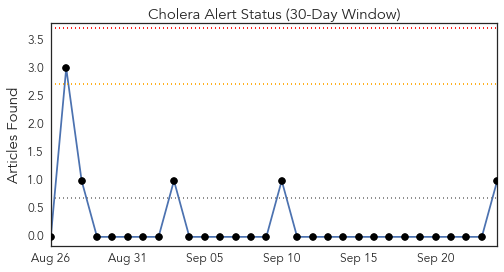 Cholera Alert Status (30-Day Window)
Articles Found
3.5
3.0
2.5
2.0
1.5
1.0
0.5
0.0
Aug 26 Aug 31 Sep 05 Sep 10 Sep 15 Sep 20